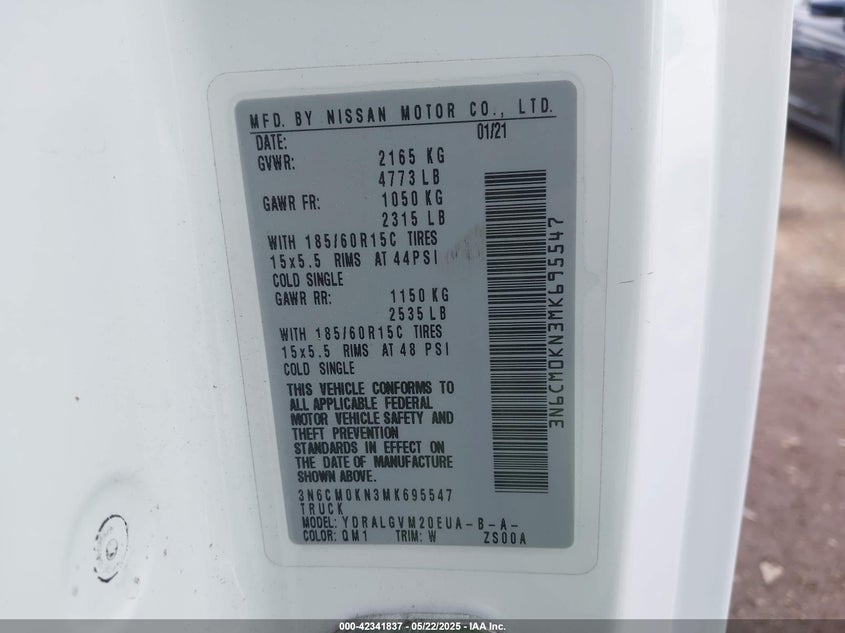 MFD. BY NISSAN MOTOR CO., LTD.
DATE: 01/21
GVWR: 2165 KG
4773 LB
GAWR FR: 1050 KG
2315 LB
WITH 185/60R15C TIRES
15x5.5 RIMS AT 44PSI
COLD SINGLE
GAWR RR: 1150 KG
2535 LB
WITH 185/60R15C TIRES
15x5.5 RIMS AT 48 PSI
COLD SINGLE
THIS VEHICLE CONFORMS TO
ALL APPLICABLE FEDERAL
MOTOR VEHICLE SAFETY AND
THEFT PREVENTION
STANDARDS IN EFFECT ON
THE DATE OF MANUFACTURE
SHOWN ABOVE.
3N6CM0KN3MK695547
TRUCK
MODEL: YDRALGVM20EUA-B-A-
COLOR: QM1 TRIM: W ZS00A
3N6CM0KN3MK695547
000-42341837 - 05/22/2025 - IAAI.COM